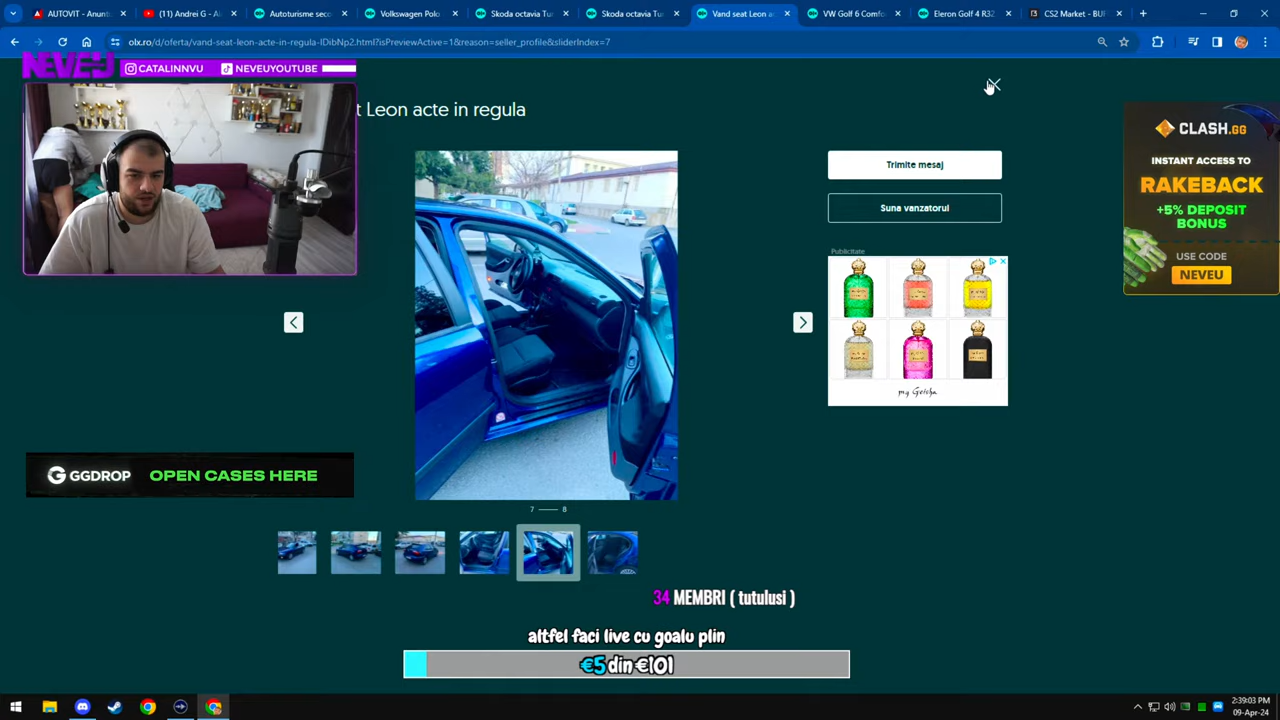 AUTOVIT - Anunt
(11) Andrei G - Al
Autoturisme seco
Volkswagen Polo
Skoda octavia Tu
Skoda octavia Tu
Vand seat Leon a
VW Golf 6 Comfo
Eleron Golf 4 R32
CS2 Market - BU
olx.ro/d/oferta/vand-seat-leon-acte-in-regula-IDibNp2.html?isPreviewActive=1&reason=seller_profile&sliderIndex=7
NEVEU
CATALINNVU
NEVEUYOUTUBE
t Leon acte in regula
Trimite mesaj
Suna vanzatorul
Publicitate
my Getcha
CLASH.GG
INSTANT ACCESS TO
RAKEBACK
+5% DEPOSIT
BONUS
USE CODE
NEVEU
GGDROP
OPEN CASES HERE
7 8
34 MEMBRI ( tutulusi )
altfel faci live cu goalu plin
€5 din €101
2:39:03 PM
09-Apr-24